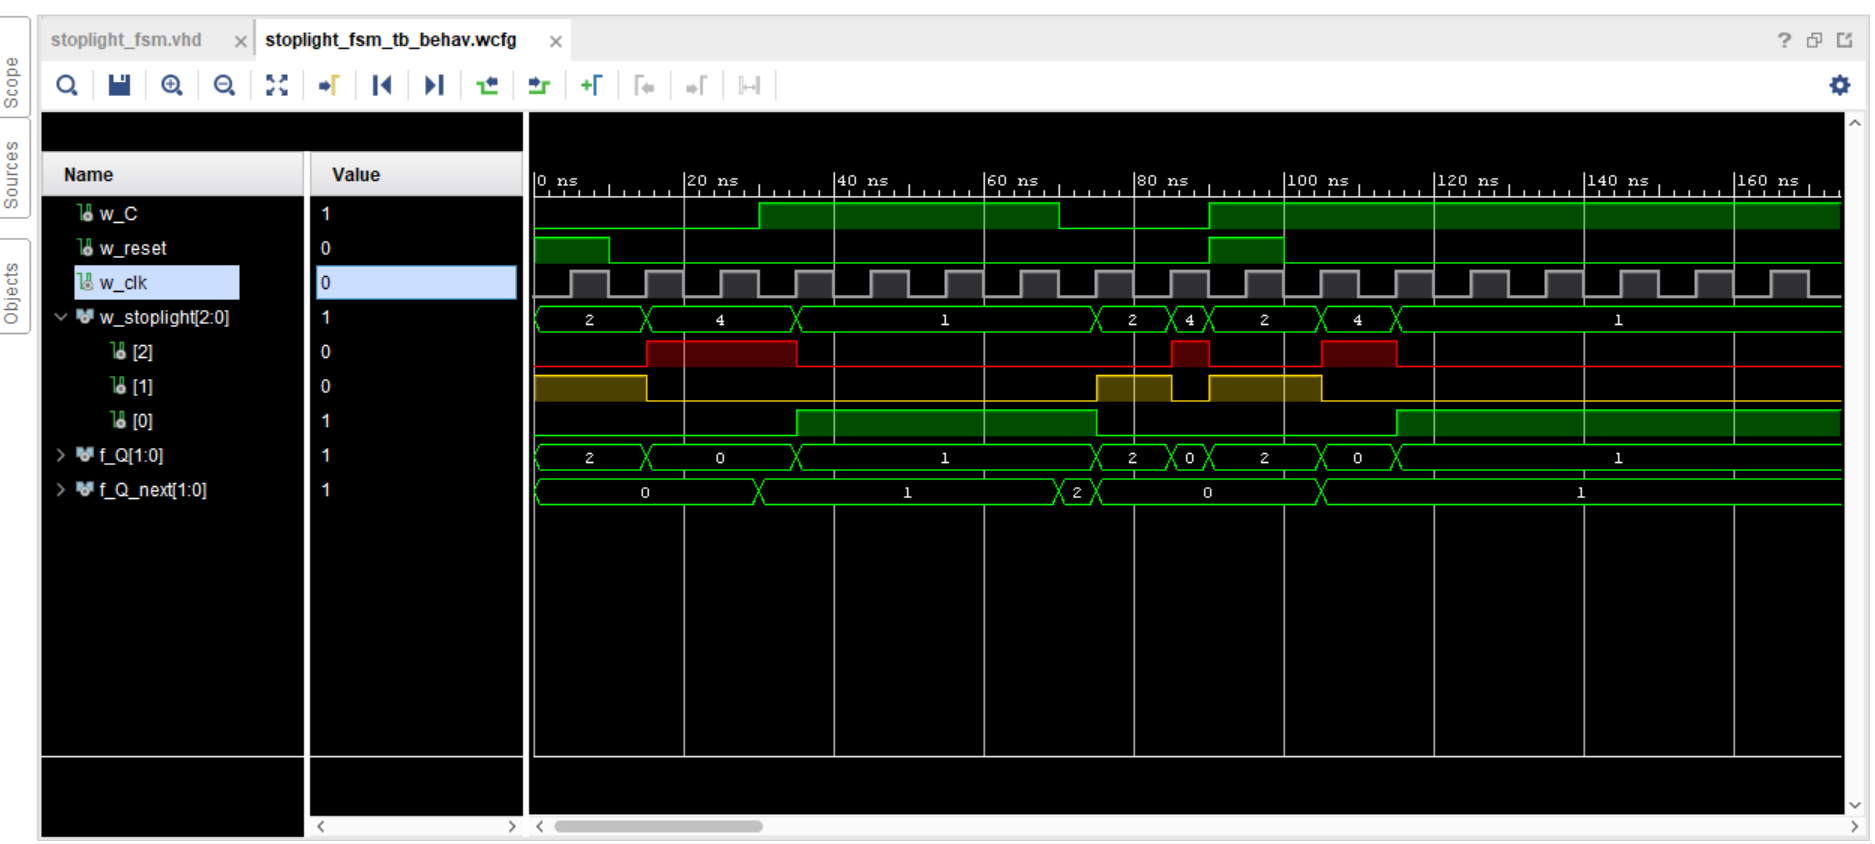 stoplight_fsm.vhd × stoplight_fsm_tb_behav.wcfg ×
?
Scope
Sources
Objects
Name Value
0 ns 20 ns 40 ns 60 ns 80 ns 100 ns 120 ns 140 ns 160 ns
w_C 1
w_reset 0
w_clk 0
w_stoplight[2:0] 1 2 4 1 2 4 2 4 1
[2] 0
[1] 0
[0] 1
f_Q[1:0] 1 2 0 1 2 0 2 0 1
f_Q_next[1:0] 1 0 1 2 0 1